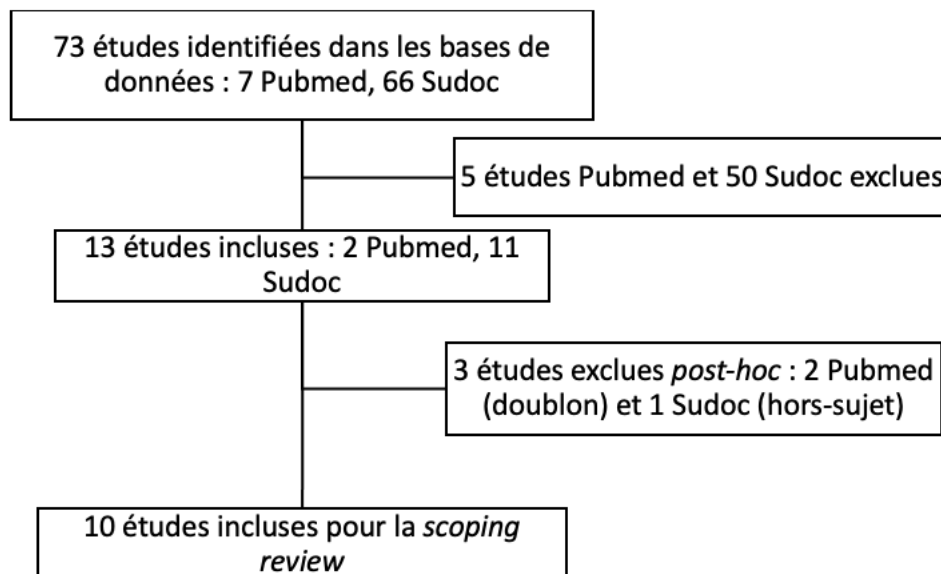 73 études identifiées dans les bases de
données : 7 Pubmed, 66 Sudoc
5 études Pubmed et 50 Sudoc exclues
13 études incluses : 2 Pubmed, 11
Sudoc
3 études exclues post-hoc : 2 Pubmed
(doublon) et 1 Sudoc (hors-sujet)
10 études incluses pour la scoping
review